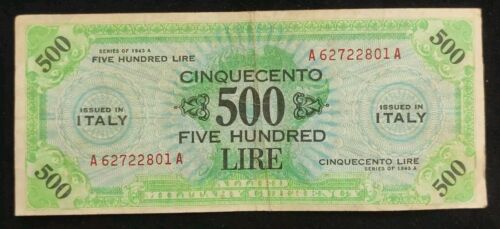 500
500
SERIES OF 1943 A
FIVE HUNDRED LIRE
A 62722801 A
CINQUECENTO
500
FIVE HUNDRED
LIRE
ISSUED IN
ITALY
ISSUED IN
ITALY
A 62722801 A
CINQUECENTO LIRE
SERIES OF 1943 A
500
500
ALLIED
MILITARY CURRENCY